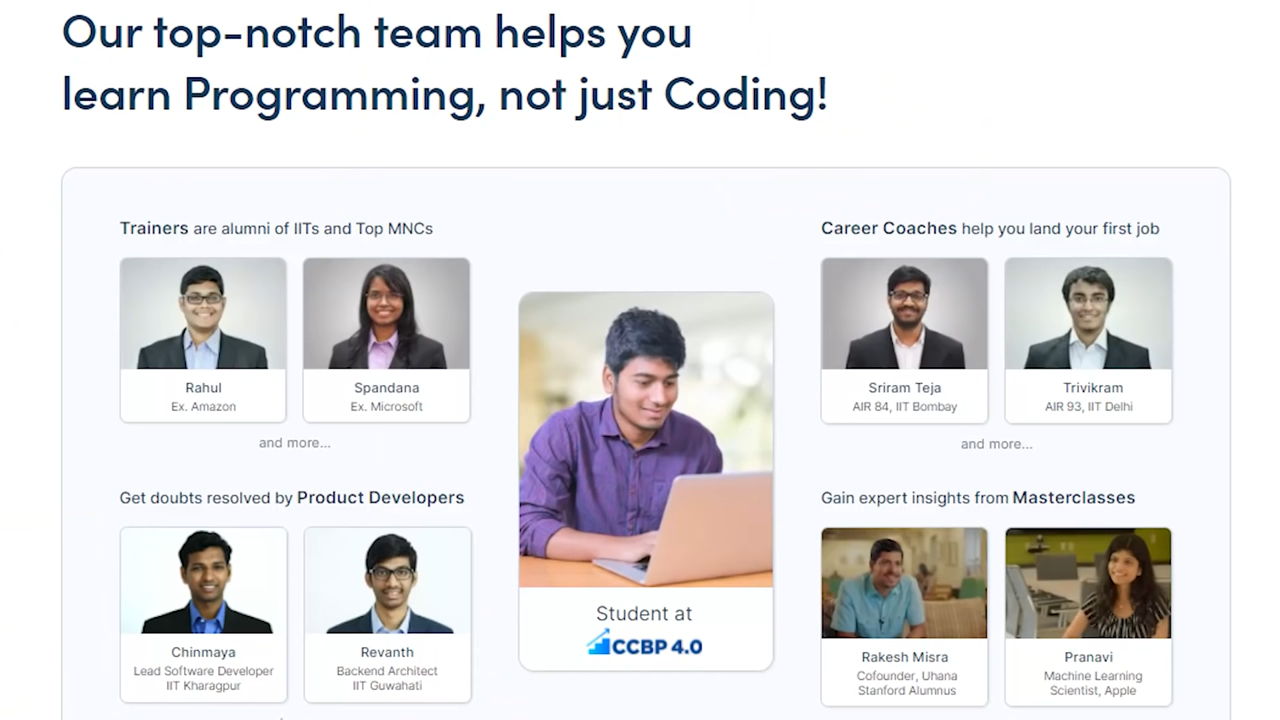 Our top-notch team helps you
learn Programming, not just Coding!
Trainers are alumni of IITs and Top MNCs
Rahul
Ex. Amazon
Spandana
Ex. Microsoft
and more...
Get doubts resolved by Product Developers
Chinmaya
Lead Software Developer
IIT Kharagpur
Revanth
Backend Architect
IIT Guwahati
Student at
CCBP 4.0
Career Coaches help you land your first job
Sriram Teja
AIR 84, IIT Bombay
Trivikram
AIR 93, IIT Delhi
and more...
Gain expert insights from Masterclasses
Rakesh Misra
Cofounder, Uhana
Stanford Alumnus
Pranavi
Machine Learning
Scientist, Apple